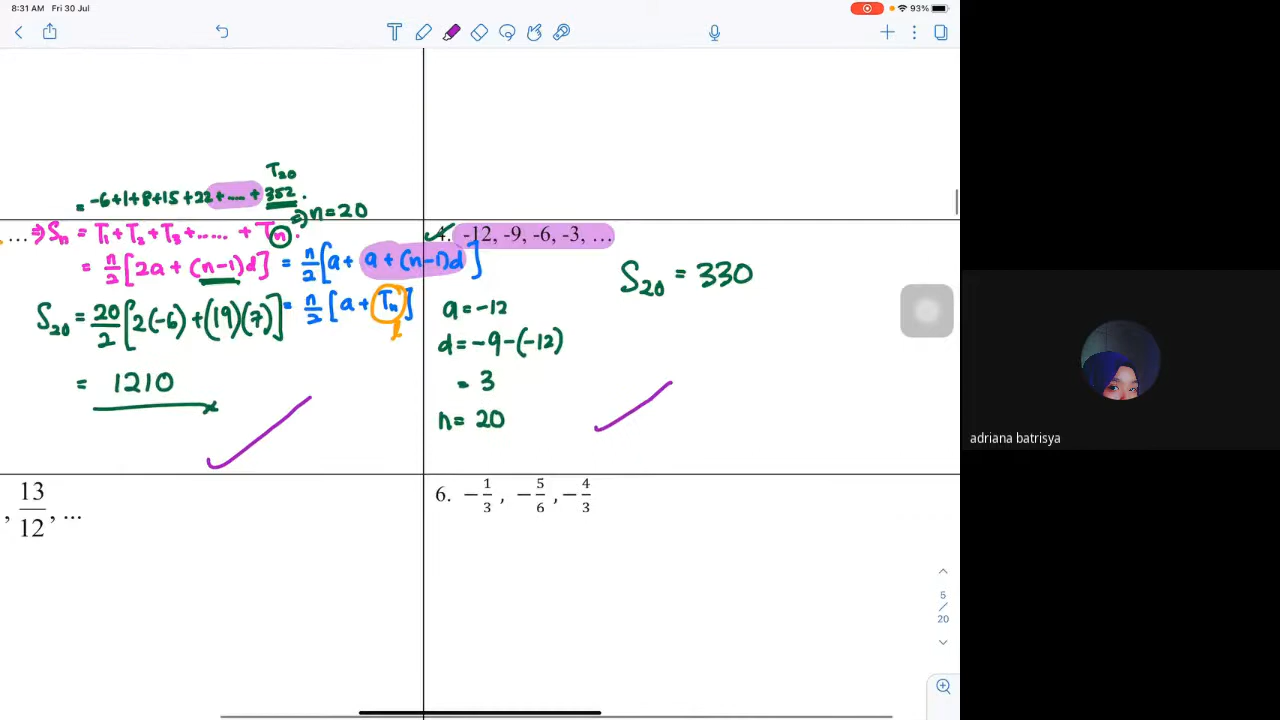 8:31 AM Fri 30 Jul
93%
T20
= -6+1+8+15+22+....+352.
⇒ n=20
... ⇒ Sn = T1+T2+T3+......+Tn.
= n/2 [2a + (n-1)d] = n/2 [a + a + (n-1)d]
S20 = 20/2 [2(-6) + (19)(7)] = n/2 [a + Tn]
l
= 1210
4. -12, -9, -6, -3, …
S20 = 330
a = -12
d = -9 - (-12)
= 3
n = 20
, 13/12, ...
6. -1/3, -5/6, -4/3
5
/
20
adriana batrisya